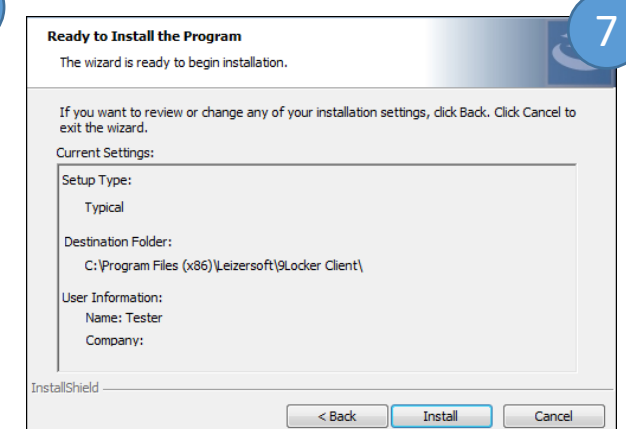 7
Ready to Install the Program
The wizard is ready to begin installation.
If you want to review or change any of your installation settings, click Back. Click Cancel to
exit the wizard.
Current Settings:
Setup Type:
Typical
Destination Folder:
C:\Program Files (x86)\Leizersoft\9Locker Client\
User Information:
Name: Tester
Company:
InstallShield
< Back
Install
Cancel